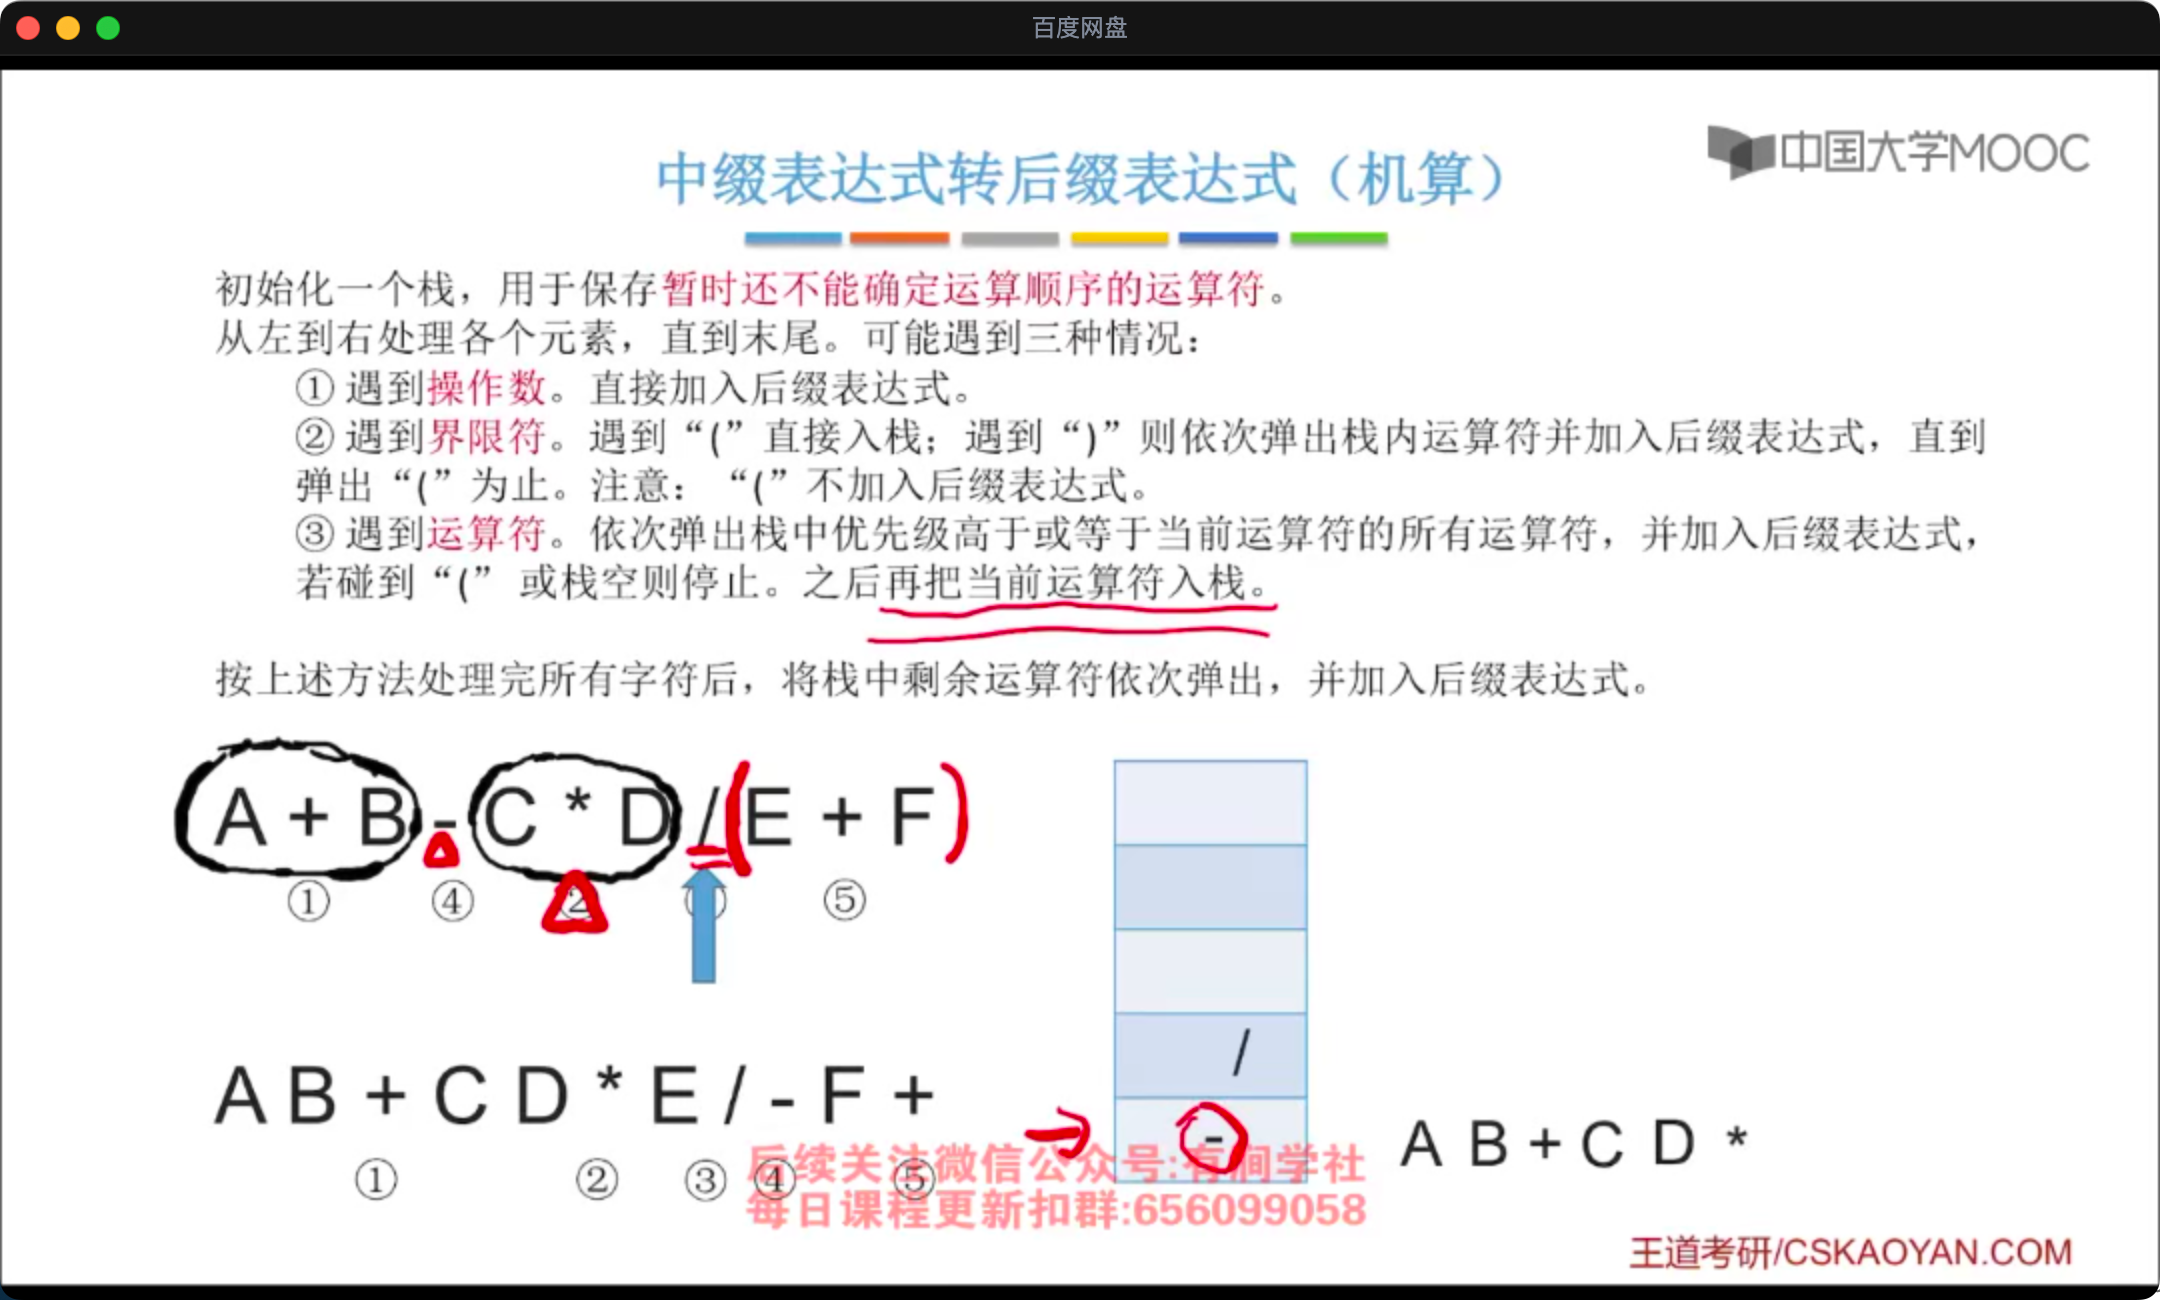 百度网盘
中国大学MOOC
中缀表达式转后缀表达式（机算）
初始化一个栈，用于保存暂时还不能确定运算顺序的运算符。
从左到右处理各个元素，直到末尾。可能遇到三种情况：
① 遇到操作数。直接加入后缀表达式。
② 遇到界限符。遇到“(”直接入栈；遇到“)”则依次弹出栈内运算符并加入后缀表达式，直到
弹出“(”为止。注意：“(”不加入后缀表达式。
③ 遇到运算符。依次弹出栈中优先级高于或等于当前运算符的所有运算符，并加入后缀表达式，
若碰到“(” 或栈空则停止。之后再把当前运算符入栈。
按上述方法处理完所有字符后，将栈中剩余运算符依次弹出，并加入后缀表达式。
A + B - C * D / ( E + F )
① ④ ② ⑤
/
-
A B + C D * E / - F +
① ② ③ ④ ⑤
A B + C D *
后续关注微信公众号:有润学社
每日课程更新扣群:656099058
王道考研/CSKAOYAN.COM